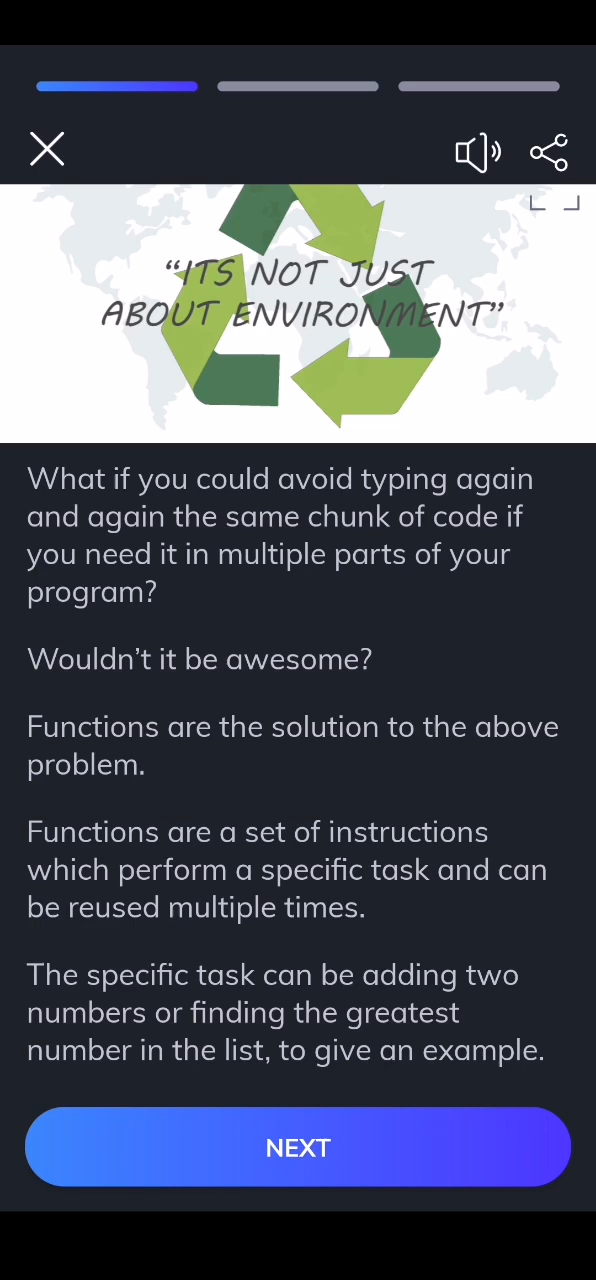 “ITS NOT JUST
ABOUT ENVIRONMENT”
What if you could avoid typing again
and again the same chunk of code if
you need it in multiple parts of your
program?
Wouldn’t it be awesome?
Functions are the solution to the above
problem.
Functions are a set of instructions
which perform a specific task and can
be reused multiple times.
The specific task can be adding two
numbers or finding the greatest
number in the list, to give an example.
NEXT